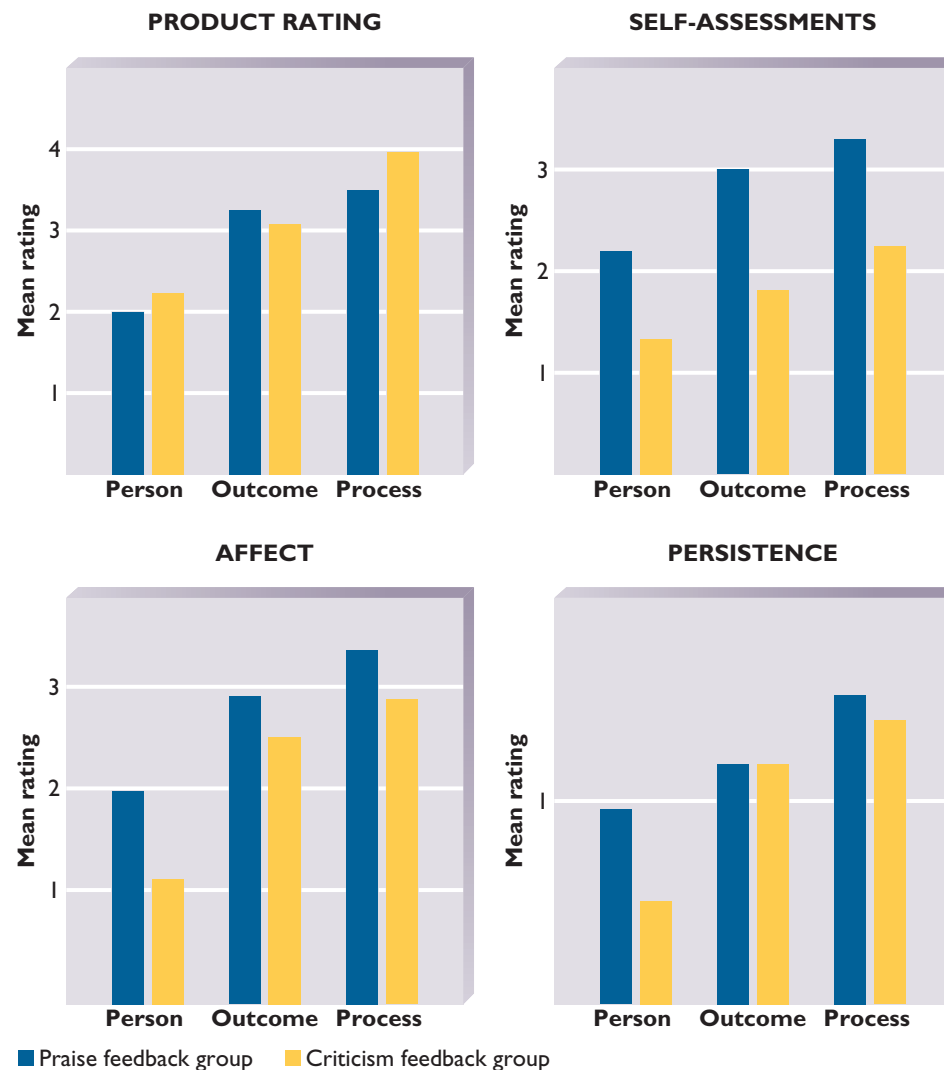 PRODUCT RATING
4
3
2
1
Mean rating
Person Outcome Process
SELF-ASSESSMENTS
3
2
1
Mean rating
Person Outcome Process
AFFECT
3
2
1
Mean rating
Person Outcome Process
PERSISTENCE
1
Mean rating
Person Outcome Process
Praise feedback group Criticism feedback group